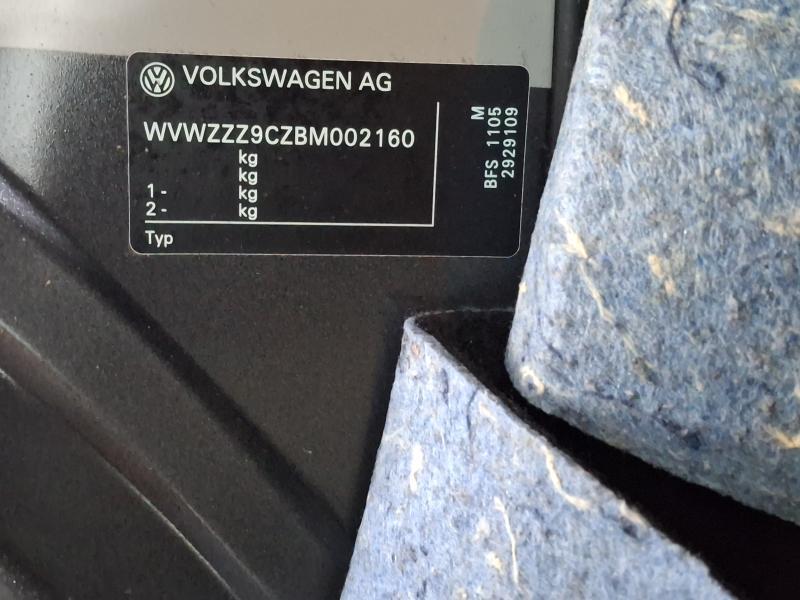 VOLKSWAGEN AG
WVWZZZ9CZBM002160
kg
kg
1 - kg
2 - kg
Typ
M
BFS 1105
2929109